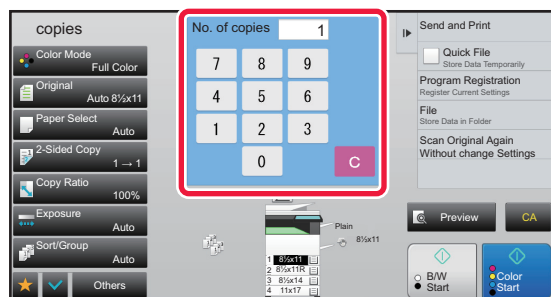 copies
Color Mode
Full Color
Original
Auto 8½x11
Paper Select
Auto
2-Sided Copy
1→1
Copy Ratio
100%
Exposure
Auto
Sort/Group
Auto
Others
No. of copies 1
7 8 9
4 5 6
1 2 3
0 C
Plain
8½x11
1 8½x11
2 8½x11R
3 8½x14
4 11x17
Send and Print
Quick File
Store Data Temporarily
Program Registration
Register Current Settings
File
Store Data in Folder
Scan Original Again
Without change Settings
Preview
CA
B/W
Start
Color
Start